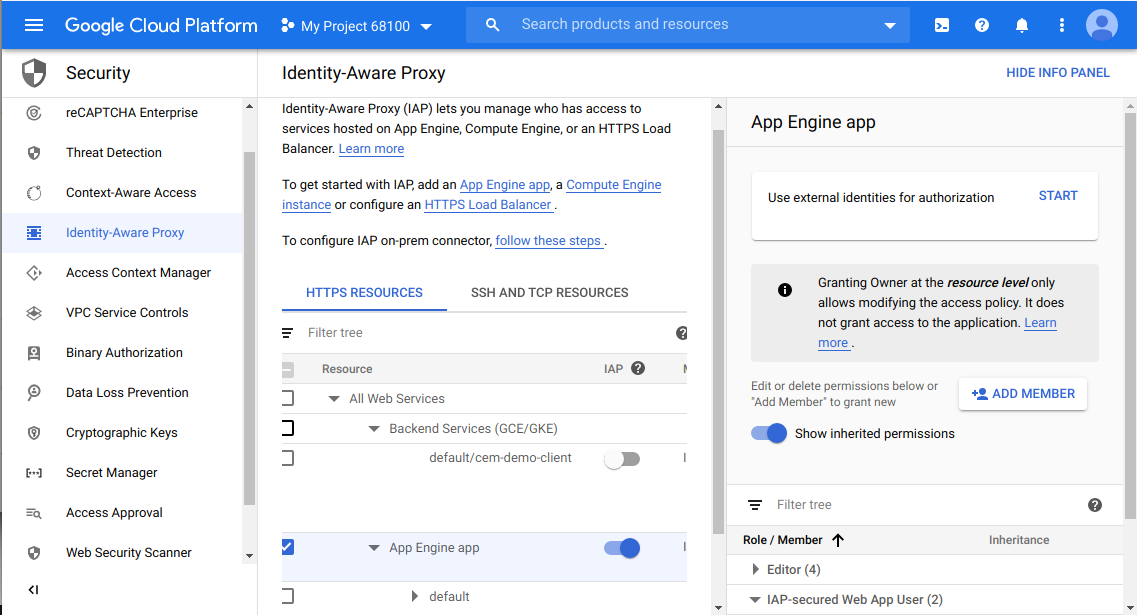 Google Cloud Platform
My Project 68100
Search products and resources
Security
reCAPTCHA Enterprise
Threat Detection
Context-Aware Access
Identity-Aware Proxy
Access Context Manager
VPC Service Controls
Binary Authorization
Data Loss Prevention
Cryptographic Keys
Secret Manager
Access Approval
Web Security Scanner
Identity-Aware Proxy
HIDE INFO PANEL
Identity-Aware Proxy (IAP) lets you manage who has access to
services hosted on App Engine, Compute Engine, or an HTTPS Load
Balancer. Learn more
To get started with IAP, add an App Engine app, a Compute Engine
instance or configure an HTTPS Load Balancer .
To configure IAP on-prem connector, follow these steps .
HTTPS RESOURCES
SSH AND TCP RESOURCES
Filter tree
Resource
IAP
All Web Services
Backend Services (GCE/GKE)
default/cem-demo-client
App Engine app
default
App Engine app
Use external identities for authorization
START
Granting Owner at the resource level only
allows modifying the access policy. It does
not grant access to the application. Learn
more .
Edit or delete permissions below or
"Add Member" to grant new
ADD MEMBER
Show inherited permissions
Filter tree
Role / Member
Inheritance
Editor (4)
IAP-secured Web App User (2)